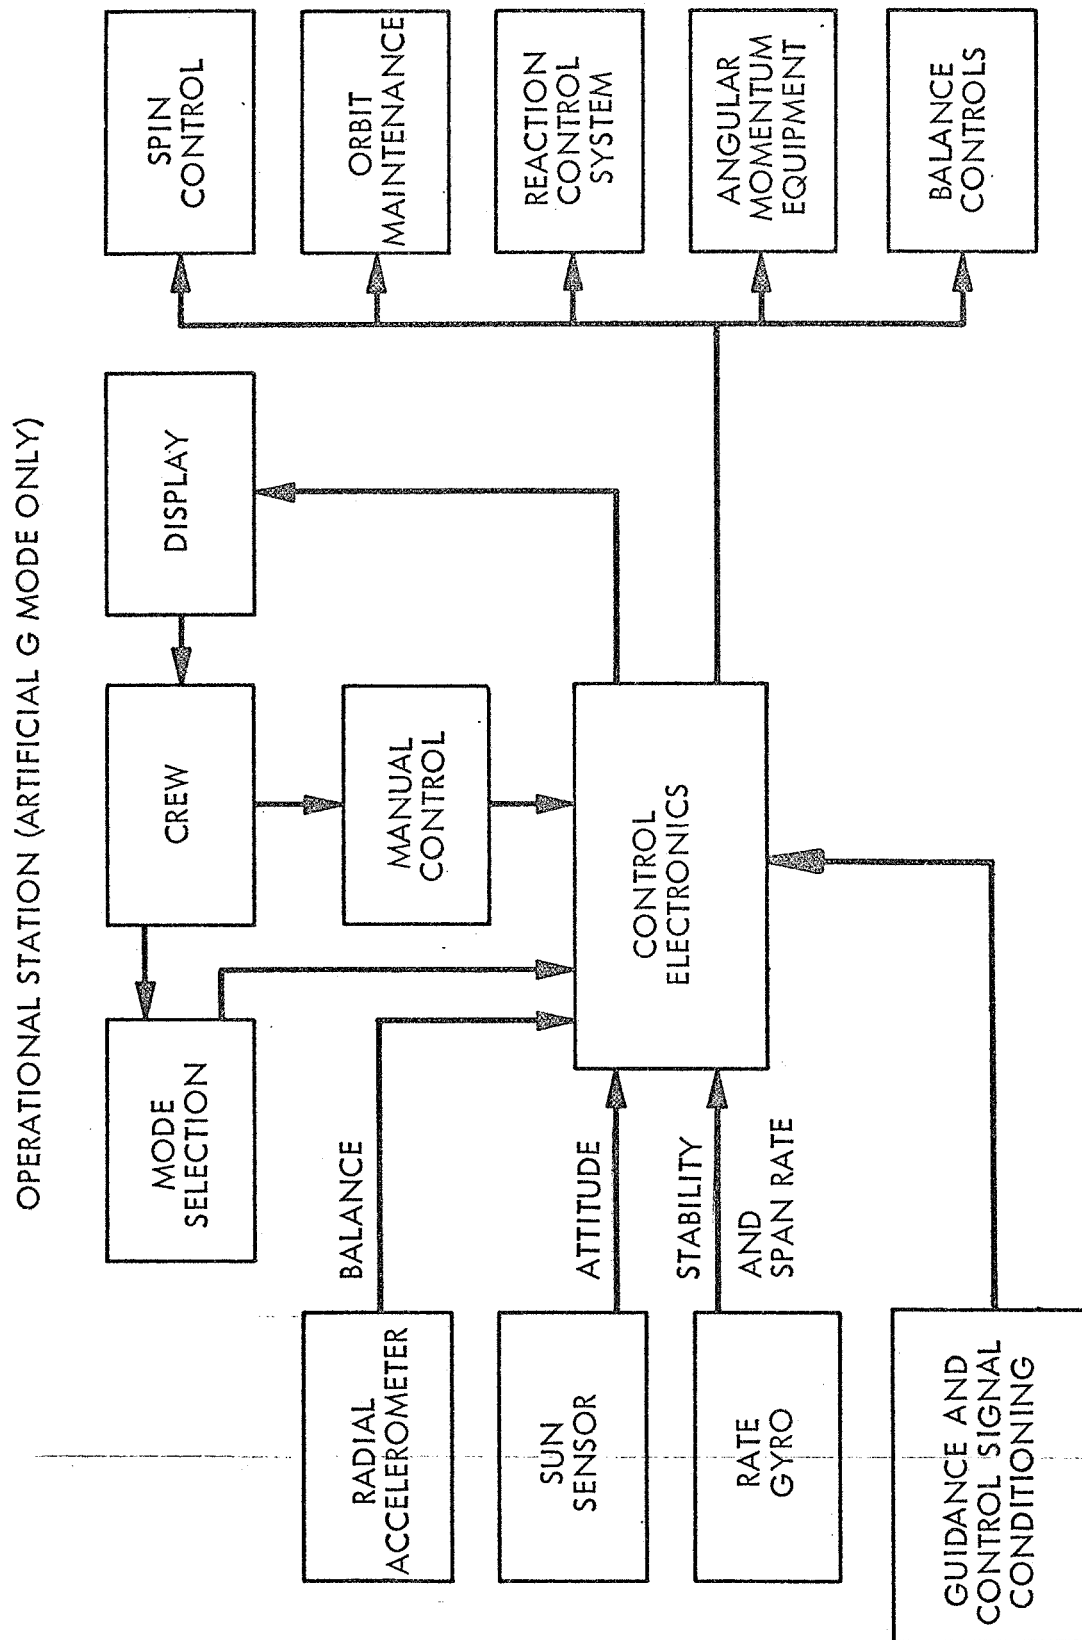 OPERATIONAL STATION (ARTIFICIAL G MODE ONLY)
MODE
SELECTION
CREW
DISPLAY
SPIN
CONTROL
RADIAL
ACCELEROMETER
BALANCE
MANUAL
CONTROL
ORBIT
MAINTENANCE
SUN
SENSOR
ATTITUDE
CONTROL
ELECTRONICS
REACTION
CONTROL
SYSTEM
RATE
GYRO
STABILITY
AND
SPAN RATE
ANGULAR
MOMENTUM
EQUIPMENT
GUIDANCE AND
CONTROL SIGNAL
CONDITIONING
BALANCE
CONTROLS